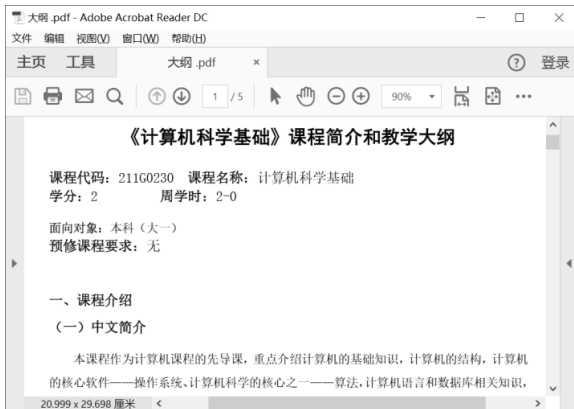 大纲 .pdf - Adobe Acrobat Reader DC
文件 编辑 视图(V) 窗口(W) 帮助(H)
主页 工具 大纲 .pdf × ? 登录
1 / 5 90%
《计算机科学基础》课程简介和教学大纲
课程代码：211G0230 课程名称：计算机科学基础
学分：2 周学时：2-0
面向对象：本科（大一）
预修课程要求：无
一、课程介绍
（一）中文简介
本课程作为计算机课程的先导课，重点介绍计算机的基础知识，计算机的结构，计算机
的核心软件——操作系统、计算机科学的核心之一——算法，计算机语言和数据库相关知识，
20.999 x 29.698 厘米